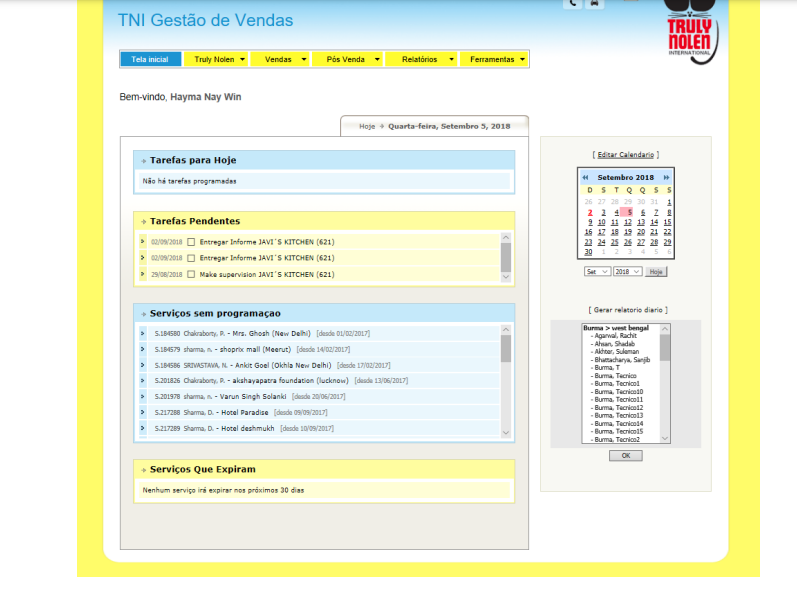 TNI Gestão de Vendas
TRULY
NOLEN
INTERNATIONAL
Tela inicial Truly Nolen Vendas Pós Venda Relatórios Ferramentas
Bem-vindo, Hayma Nay Win
Hoje Quarta-feira, Setembro 5, 2018
Tarefas para Hoje
Não há tarefas programadas
Tarefas Pendentes
02/09/2018 Entregar Informe JAVI`S KITCHEN (621)
02/09/2018 Entregar Informe JAVI`S KITCHEN (621)
29/08/2018 Make supervision JAVI`S KITCHEN (621)
Serviços sem programaçao
S.184580 Chakraborty, P. - Mrs. Ghosh (New Delhi) [desde 01/02/2017]
S.184579 sharma, n. - shoprix mall (Meerut) [desde 14/02/2017]
S.184586 SRIVASTAVA, N. - Ankit Goel (Okhla New Delhi) [desde 17/02/2017]
S.201826 Chakraborty, P. - akshayapatra foundation (lucknow) [desde 13/06/2017]
S.201978 sharma, n. - Varun Singh Solanki [desde 20/06/2017]
S.217288 Sharma, D. - Hotel Paradise [desde 09/09/2017]
S.217289 Sharma, D. - Hotel deshmukh [desde 10/09/2017]
Serviços Que Expiram
Nenhum serviço irá expirar nos próximos 30 dias
[ Editar Calendario ]
Setembro 2018
D S T Q Q S S
26 27 28 29 30 31 1
2 3 4 5 6 7 8
9 10 11 12 13 14 15
16 17 18 19 20 21 22
23 24 25 26 27 28 29
30 1 2 3 4 5 6
Set 2018 Hoje
[ Gerar relatorio diario ]
Burma > west bengal
- Agarwal, Rachit
- Ahsan, Shadab
- Akhter, Suleman
- Bhattacharya, Sanjib
- Burma, T
- Burma, Tecnico
- Burma, Tecnico1
- Burma, Tecnico10
- Burma, Tecnico11
- Burma, Tecnico12
- Burma, Tecnico13
- Burma, Tecnico14
- Burma, Tecnico15
- Burma, Tecnico2
OK